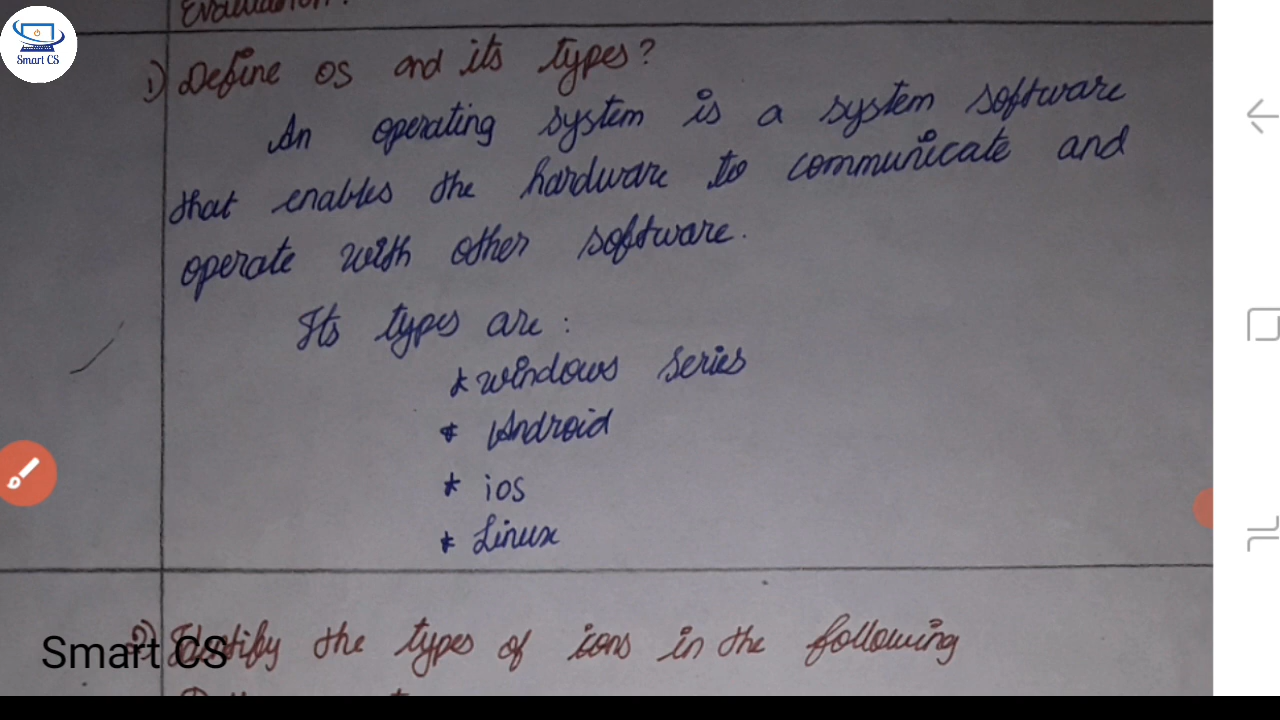 Evaluation:
Smart CS
1) Define OS and its types?
An operating system is a system software
that enables the hardware to communicate and
operate with other software.
Its types are:
* windows series
* Android
* ios
* Linux
2) Identify the types of icons in the following
Smart CS